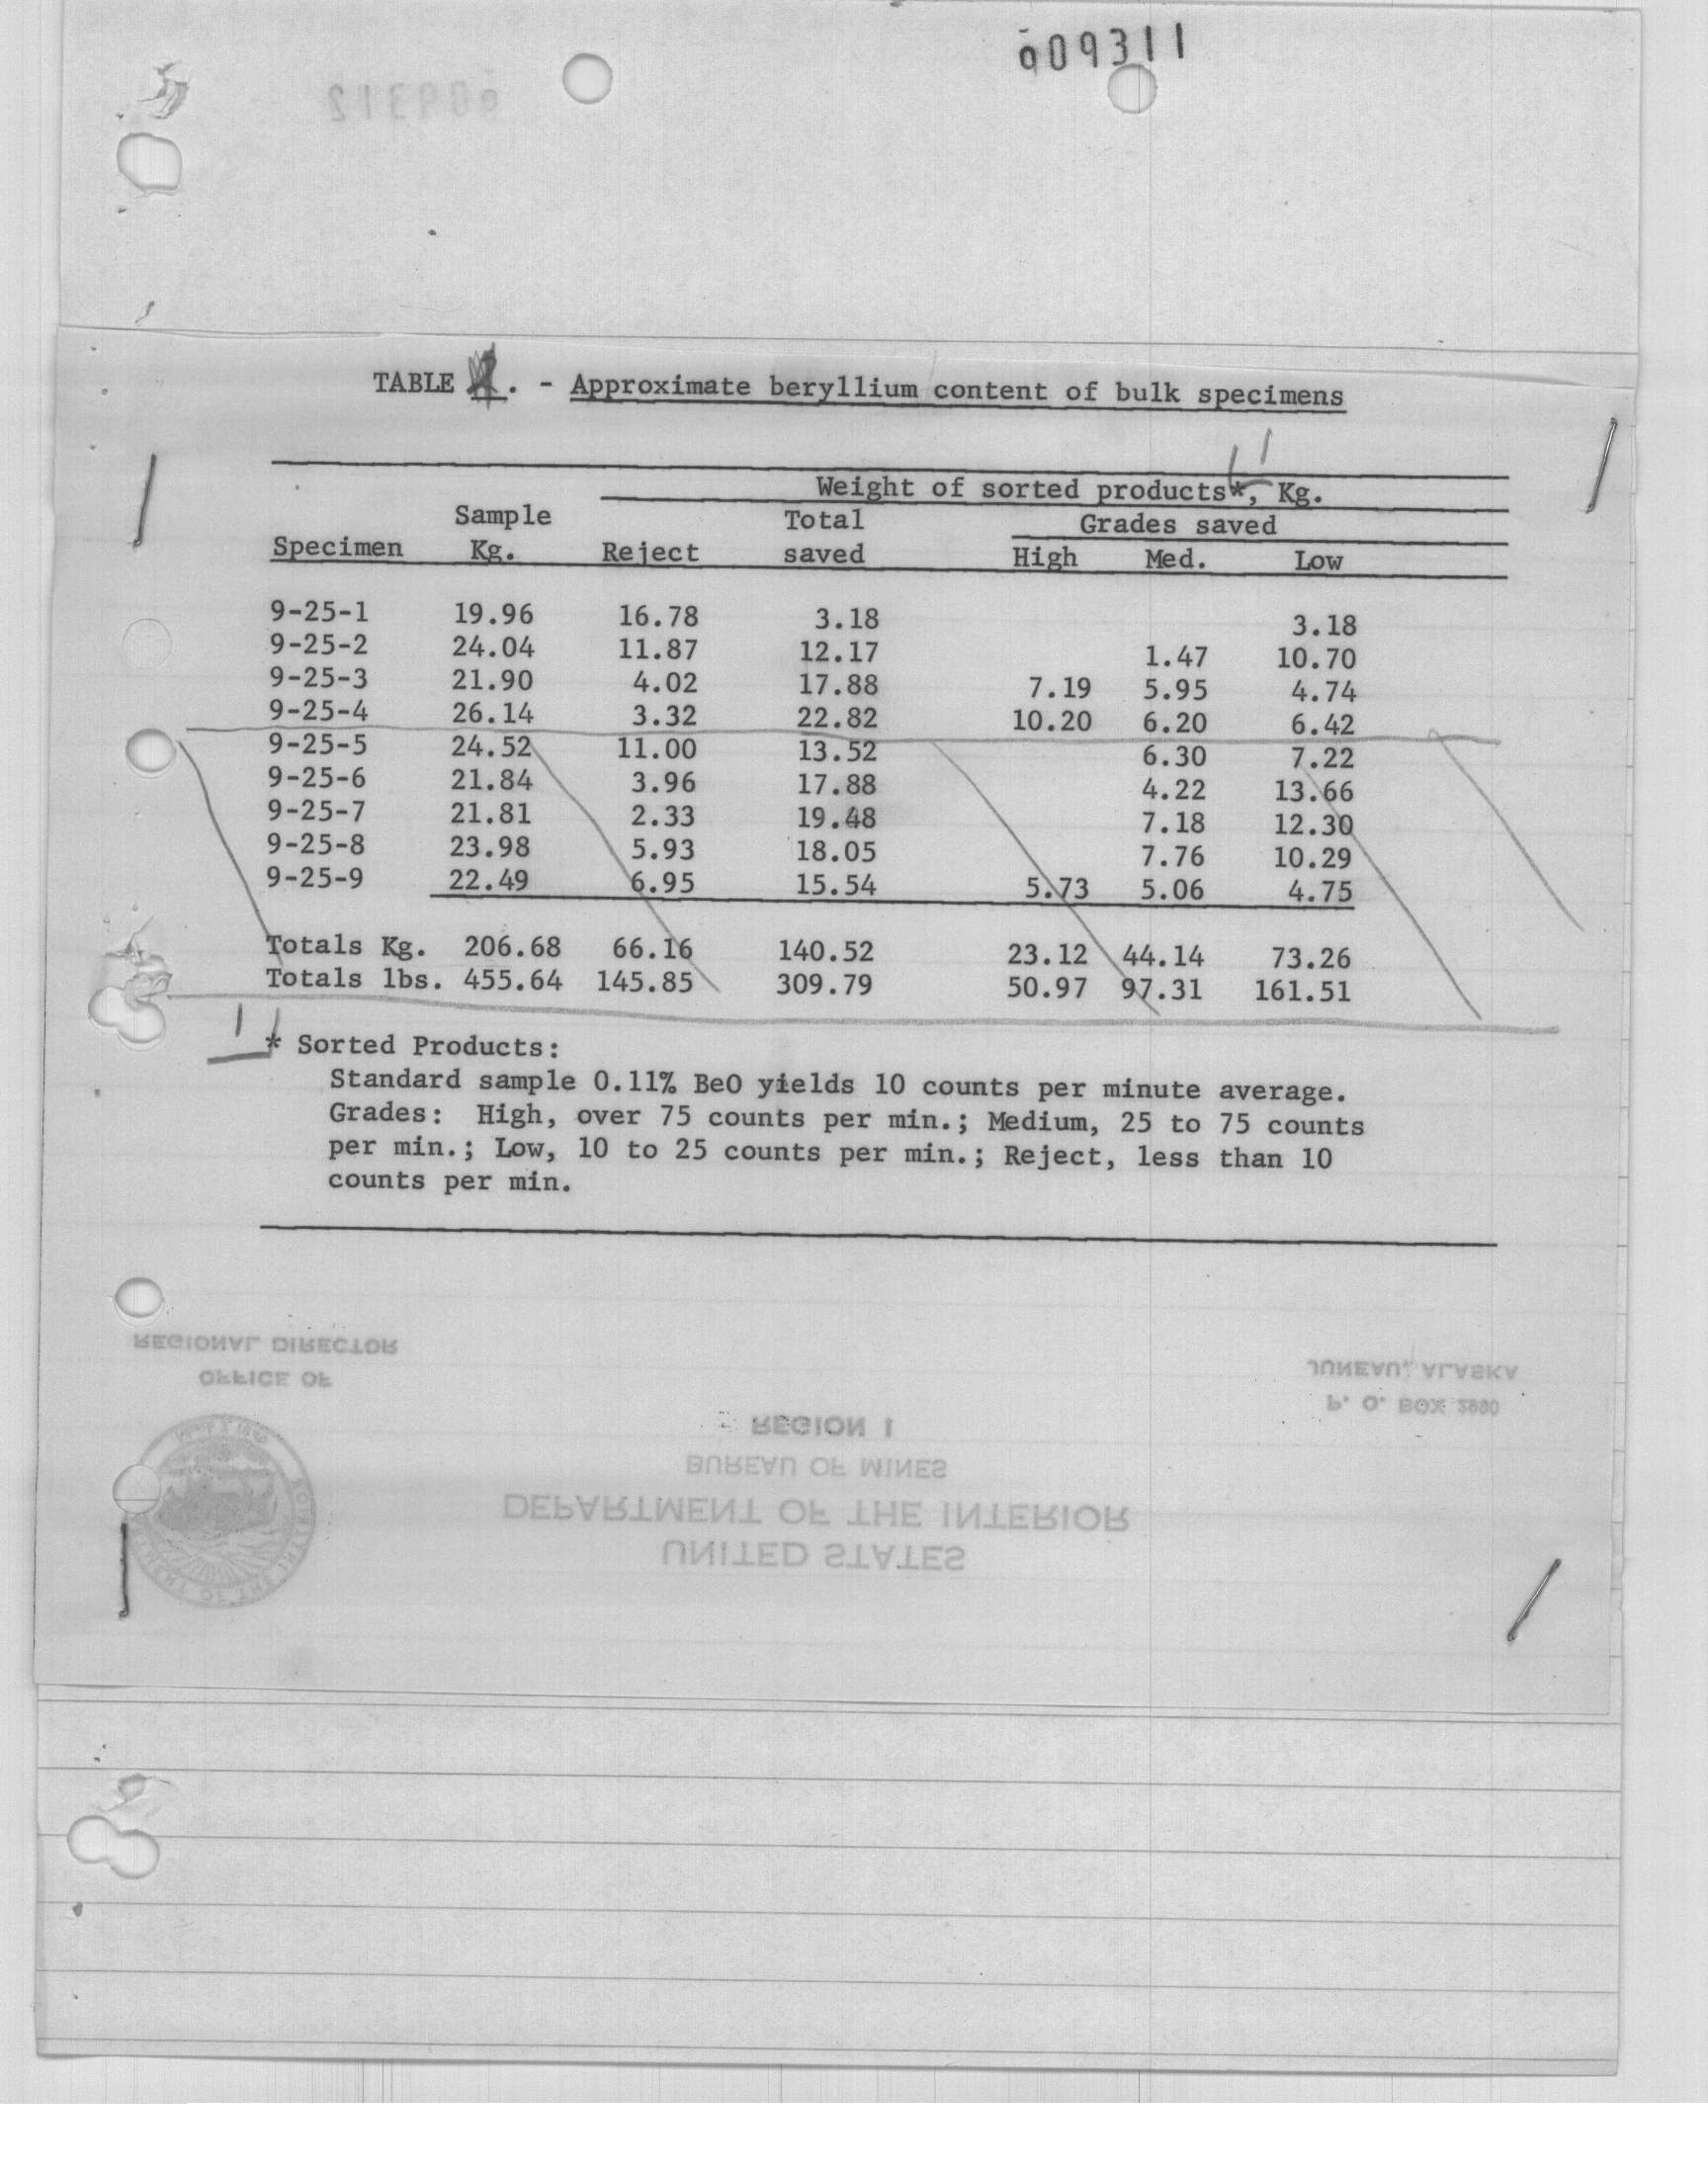 009311
009312
TABLE . - Approximate beryllium content of bulk specimens
Weight of sorted products*, Kg.
Sample Total Grades saved
Specimen Kg. Reject saved High Med. Low
9-25-1 19.96 16.78 3.18 3.18
9-25-2 24.04 11.87 12.17 1.47 10.70
9-25-3 21.90 4.02 17.88 7.19 5.95 4.74
9-25-4 26.14 3.32 22.82 10.20 6.20 6.42
9-25-5 24.52 11.00 13.52 6.30 7.22
9-25-6 21.84 3.96 17.88 4.22 13.66
9-25-7 21.81 2.33 19.48 7.18 12.30
9-25-8 23.98 5.93 18.05 7.76 10.29
9-25-9 22.49 6.95 15.54 5.73 5.06 4.75
Totals Kg. 206.68 66.16 140.52 23.12 44.14 73.26
Totals lbs. 455.64 145.85 309.79 50.97 97.31 161.51
* Sorted Products:
Standard sample 0.11% BeO yields 10 counts per minute average.
Grades: High, over 75 counts per min.; Medium, 25 to 75 counts
per min.; Low, 10 to 25 counts per min.; Reject, less than 10
counts per min.
REGIONAL DIRECTOR
OFFICE OF
JUNEAU, ALASKA
P. O. BOX 2990
REGION I
BUREAU OF MINES
DEPARTMENT OF THE INTERIOR
UNITED STATES